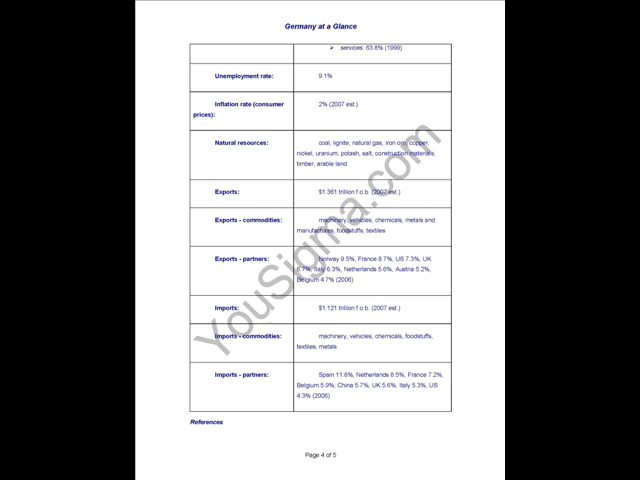 Germany at a Glance
➢ services: 63.8% (1999)
Unemployment rate: 9.1%
Inflation rate (consumer 2% (2007 est.)
prices):
Natural resources: coal, lignite, natural gas, iron ore, copper,
nickel, uranium, potash, salt, construction materials,
timber, arable land
Exports: $1.361 trillion f.o.b. (2007 est.)
Exports - commodities: machinery, vehicles, chemicals, metals and
manufactures, foodstuffs, textiles
Exports - partners: Norway 9.5%, France 8.7%, US 7.3%, UK
6.7%, Italy 6.3%, Netherlands 5.6%, Austria 5.2%,
Belgium 4.7% (2006)
Imports: $1.121 trillion f.o.b. (2007 est.)
Imports - commodities: machinery, vehicles, chemicals, foodstuffs,
textiles, metals
Imports - partners: Spain 11.8%, Netherlands 8.5%, France 7.2%,
Belgium 5.9%, China 5.7%, UK 5.6%, Italy 5.3%, US
4.3% (2006)
References
Page 4 of 5
YouSigma.com